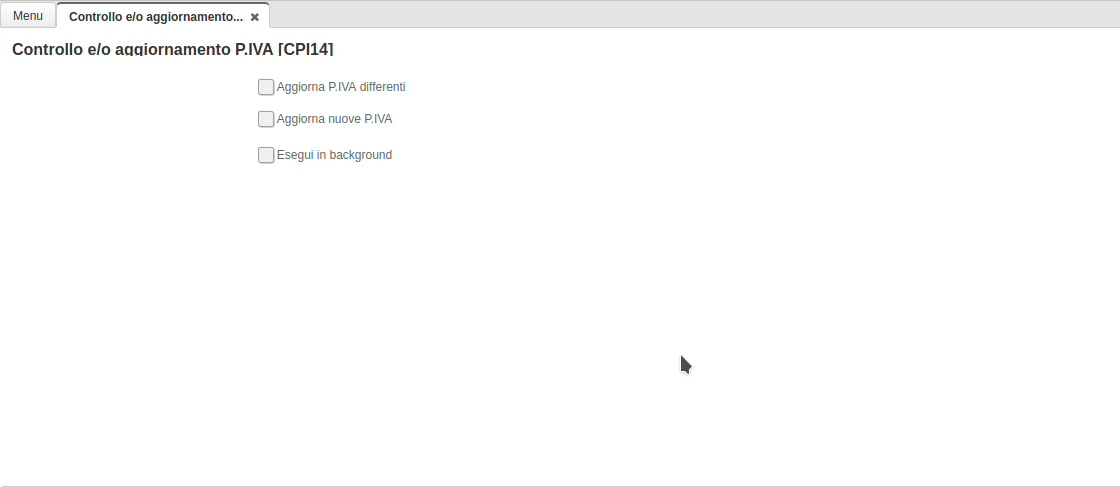 Menu
Controllo e/o aggiornamento...
Controllo e/o aggiornamento P.IVA [CPI14]
Aggiorna P.IVA differenti
Aggiorna nuove P.IVA
Esegui in background